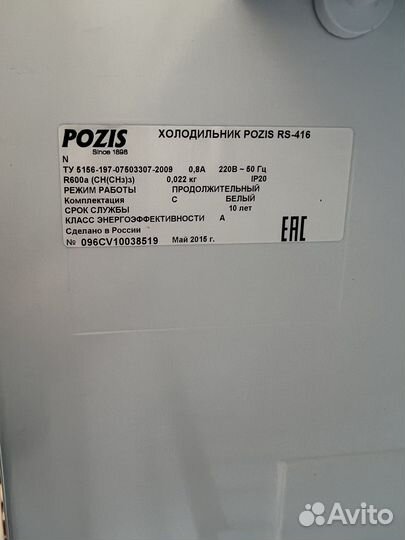 POZIS
Since 1898
ХОЛОДИЛЬНИК POZIS RS-416
N
ТУ 5156-197-07503307-2009 0,8А 220В ~ 50 Гц
R600a (CH(CH3)3) 0,022 кг IP20
РЕЖИМ РАБОТЫ ПРОДОЛЖИТЕЛЬНЫЙ
Комплектация С БЕЛЫЙ
СРОК СЛУЖБЫ 10 лет
КЛАСС ЭНЕРГОЭФФЕКТИВНОСТИ А
Сделано в России
№ 096CV10038519 Май 2015 г.
EAC
Avito